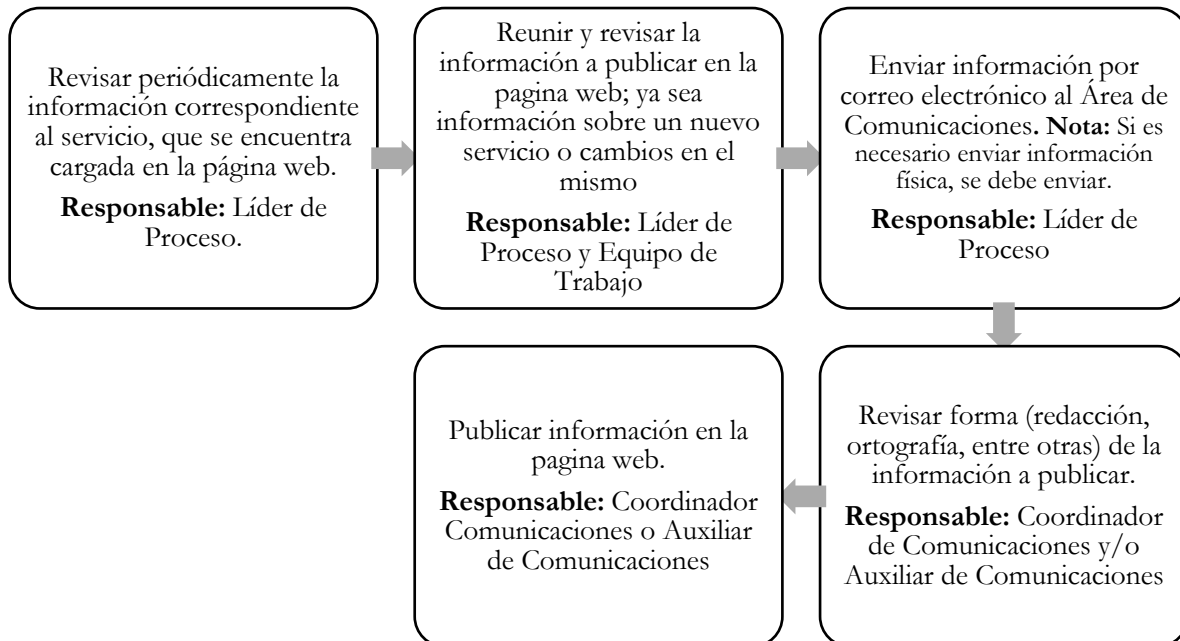 Revisar periódicamente la
información correspondiente
al servicio, que se encuentra
cargada en la página web.
Responsable: Líder de
Proceso.
Reunir y revisar la
información a publicar en la
pagina web; ya sea
información sobre un nuevo
servicio o cambios en el
mismo
Responsable: Líder de
Proceso y Equipo de
Trabajo
Enviar información por
correo electrónico al Área de
Comunicaciones. Nota: Si es
necesario enviar información
física, se debe enviar.
Responsable: Líder de
Proceso
Revisar forma (redacción,
ortografía, entre otras) de la
información a publicar.
Responsable: Coordinador
de Comunicaciones y/o
Auxiliar de Comunicaciones
Publicar información en la
pagina web.
Responsable: Coordinador
Comunicaciones o Auxiliar
de Comunicaciones